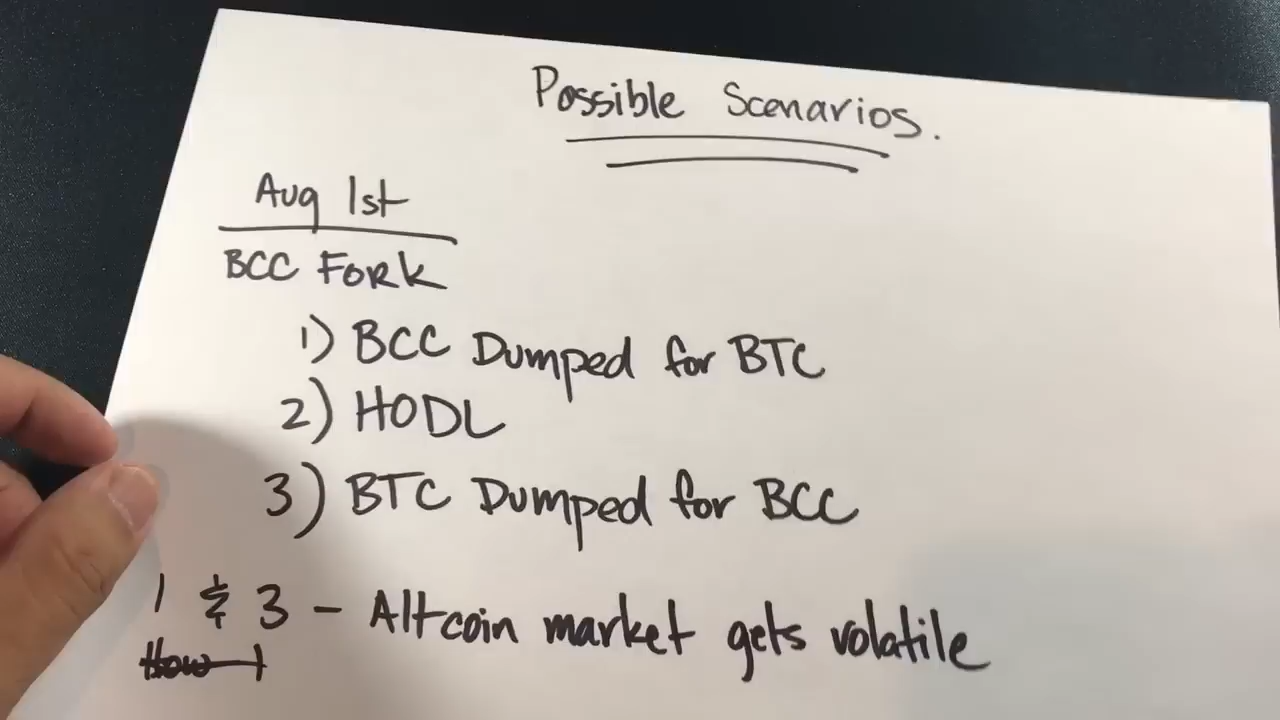 Possible Scenarios.
Aug 1st
BCC Fork
1) BCC Dumped for BTC
2) HODL
3) BTC Dumped for BCC
1 & 3 - Altcoin market gets volatile